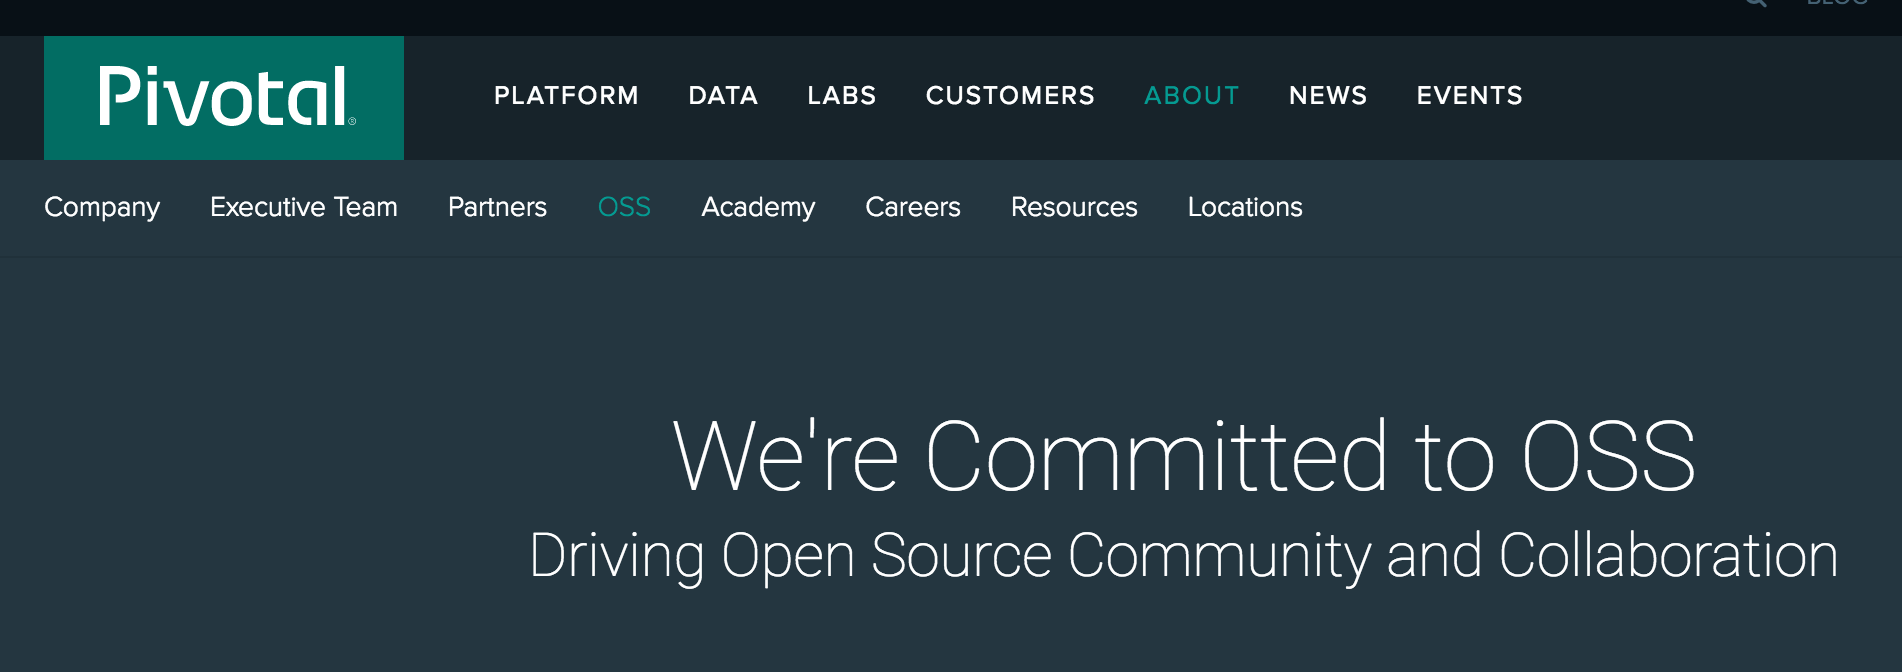 BLOG
Pivotal®
PLATFORM DATA LABS CUSTOMERS ABOUT NEWS EVENTS
Company Executive Team Partners OSS Academy Careers Resources Locations
We're Committed to OSS
Driving Open Source Community and Collaboration